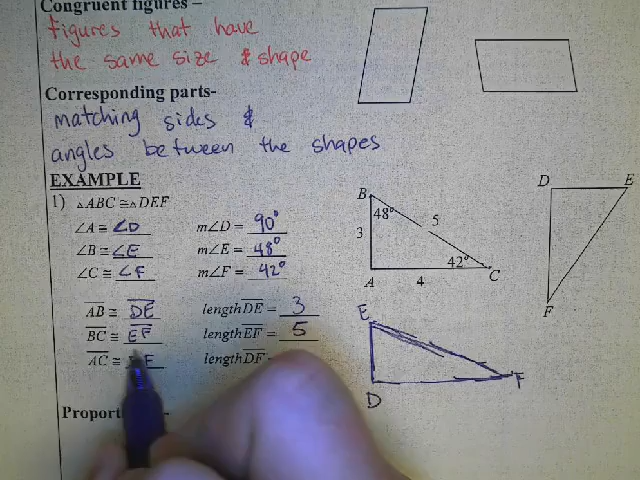 Congruent figures –
figures that have
the same size & shape
Corresponding parts-
matching sides &
angles between the shapes
EXAMPLE
1) △ABC ≅ △DEF
∠A ≅ ∠D m∠D = 90°
∠B ≅ ∠E m∠E = 48°
∠C ≅ ∠F m∠F = 42°
AB ≅ DE length DE = 3
BC ≅ EF length EF = 5
AC ≅ F length DF =
Proport
B
48°
5
3
42°
A
4
C
D
E
F
E
D
F